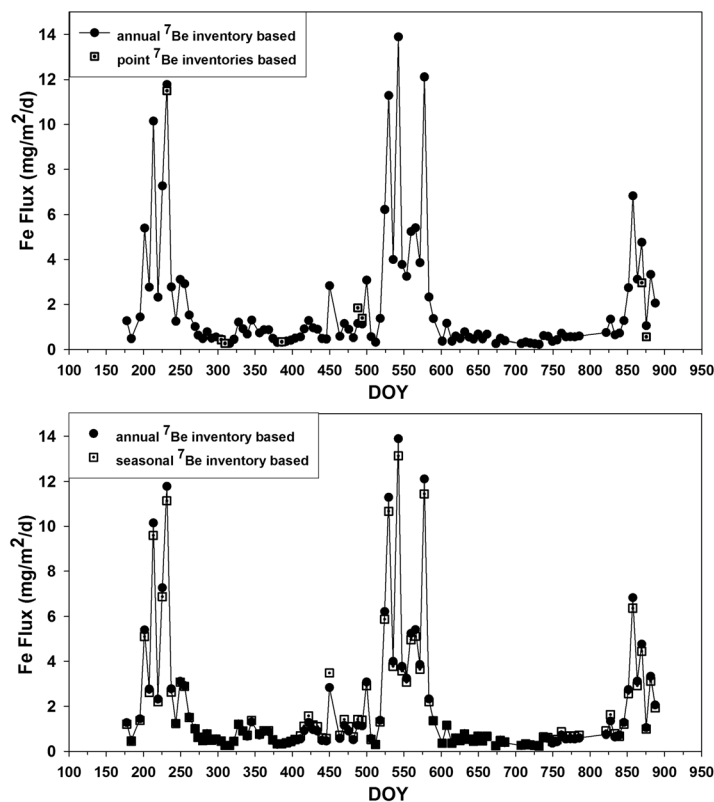 annual ⁷Be inventory based
point ⁷Be inventories based
14
12
10
8
6
4
2
0
Fe Flux (mg/m²/d)
100 150 200 250 300 350 400 450 500 550 600 650 700 750 800 850 900 950
DOY
annual ⁷Be inventory based
seasonal ⁷Be inventory based
14
12
10
8
6
4
2
0
Fe Flux (mg/m²/d)
100 150 200 250 300 350 400 450 500 550 600 650 700 750 800 850 900 950
DOY